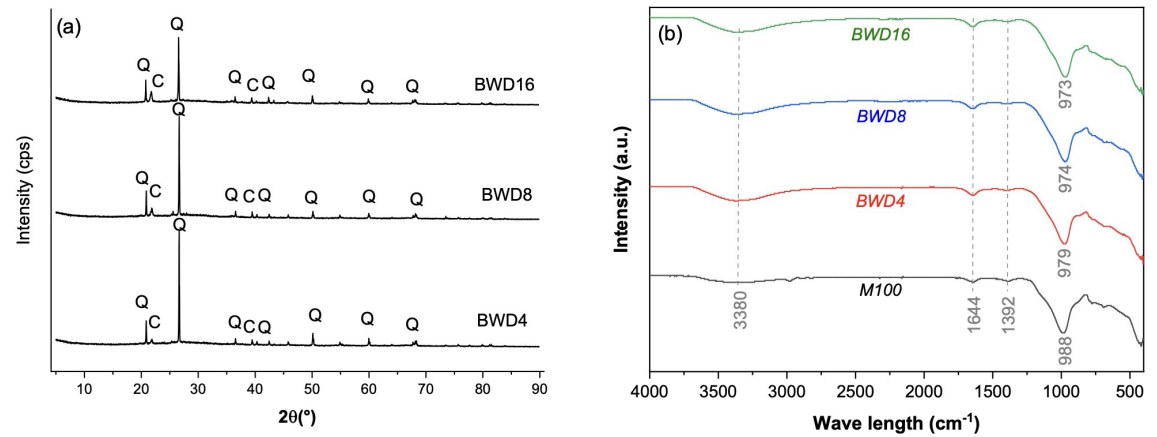 (a)
Intensity (cps)
Q
Q
C
Q
C
Q
Q
Q
Q
BWD16
Q
Q
C
Q
C
Q
Q
Q
Q
BWD8
Q
Q
C
Q
C
Q
Q
Q
Q
BWD4
10 20 30 40 50 60 70 80 90
2θ(°)
(b)
Intensity (a.u.)
BWD16
973
BWD8
974
BWD4
979
M100
3380
1644
1392
988
4000 3500 3000 2500 2000 1500 1000 500
Wave length (cm⁻¹)